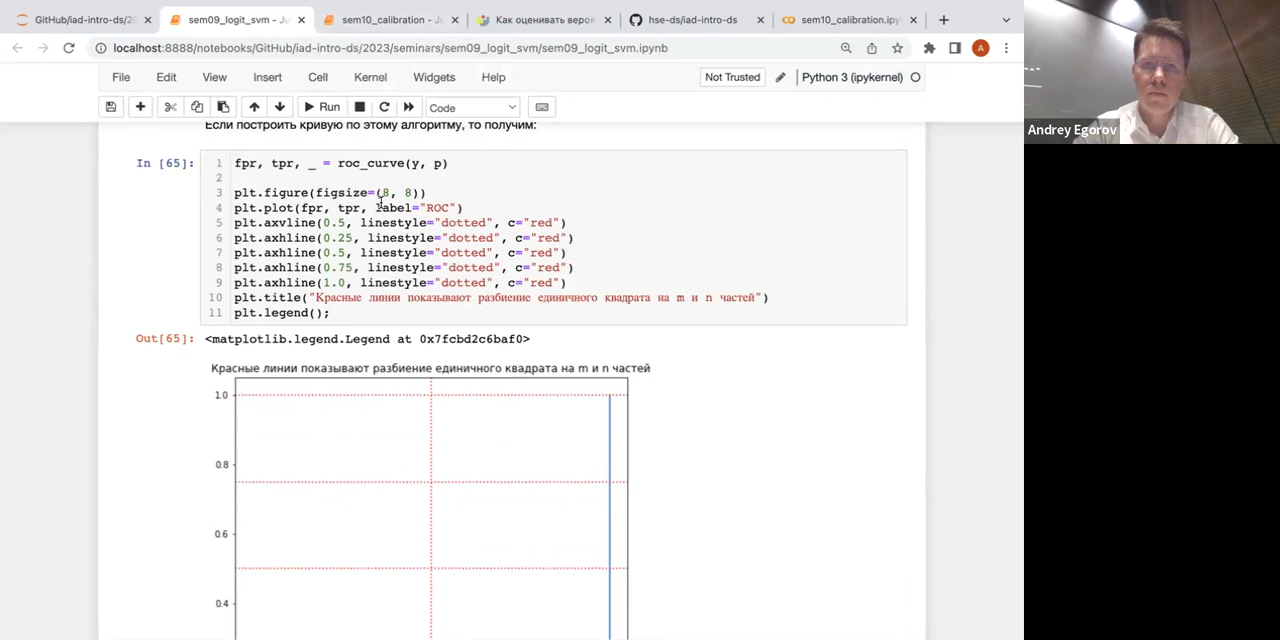 GitHub/iad-intro-ds/20
sem09_logit_svm - Ju
sem10_calibration - Ju
Как оценивать вероя
hse-ds/iad-intro-ds
sem10_calibration.ipy
localhost:8888/notebooks/GitHub/iad-intro-ds/2023/seminars/sem09_logit_svm/sem09_logit_svm.ipynb
A
File Edit View Insert Cell Kernel Widgets Help
Not Trusted
Python 3 (ipykernel)
Run
Code
Andrey Egorov
Если построить кривую по этому алгоритму, то получим:
In [65]:
1 fpr, tpr, _ = roc_curve(y, p)
2
3 plt.figure(figsize=(8, 8))
4 plt.plot(fpr, tpr, label="ROC")
5 plt.axvline(0.5, linestyle="dotted", c="red")
6 plt.axhline(0.25, linestyle="dotted", c="red")
7 plt.axhline(0.5, linestyle="dotted", c="red")
8 plt.axhline(0.75, linestyle="dotted", c="red")
9 plt.axhline(1.0, linestyle="dotted", c="red")
10 plt.title("Красные линии показывают разбиение единичного квадрата на m и n частей")
11 plt.legend();
Out[65]: <matplotlib.legend.Legend at 0x7fcbd2c6baf0>
Красные линии показывают разбиение единичного квадрата на m и n частей
1.0
0.8
0.6
0.4